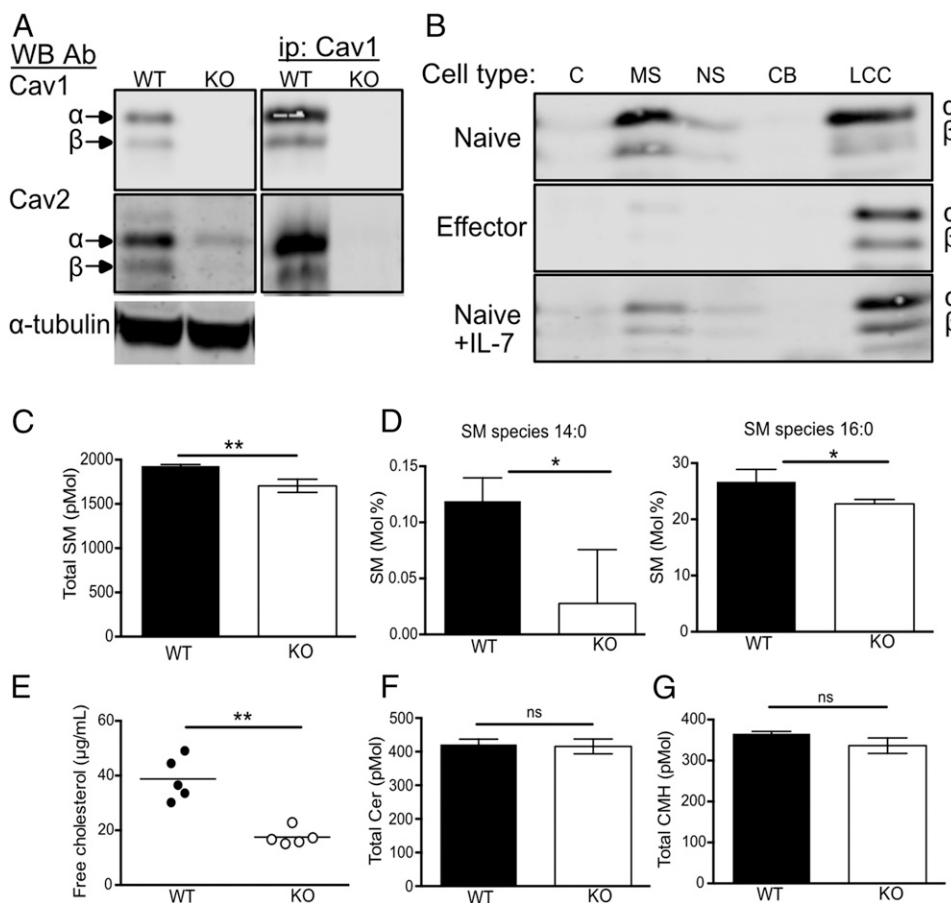 A
WB Ab
ip: Cav1
Cav1
WT KO WT KO
α
β
Cav2
α
β
α-tubulin
B
Cell type: C MS NS CB LCC
Naive
α
β
Effector
α
β
Naive
+IL-7
α
β
C
**
Total SM (pMol)
2000
1500
1000
500
0
WT KO
D
SM species 14:0
*
SM (Mol %)
0.15
0.10
0.05
0.00
WT KO
SM species 16:0
*
SM (Mol %)
30
20
10
0
WT KO
E
**
Free cholesterol (µg/mL)
60
40
20
0
WT KO
F
ns
Total Cer (pMol)
500
400
300
200
100
0
WT KO
G
ns
Total CMH (pMol)
400
300
200
100
0
WT KO